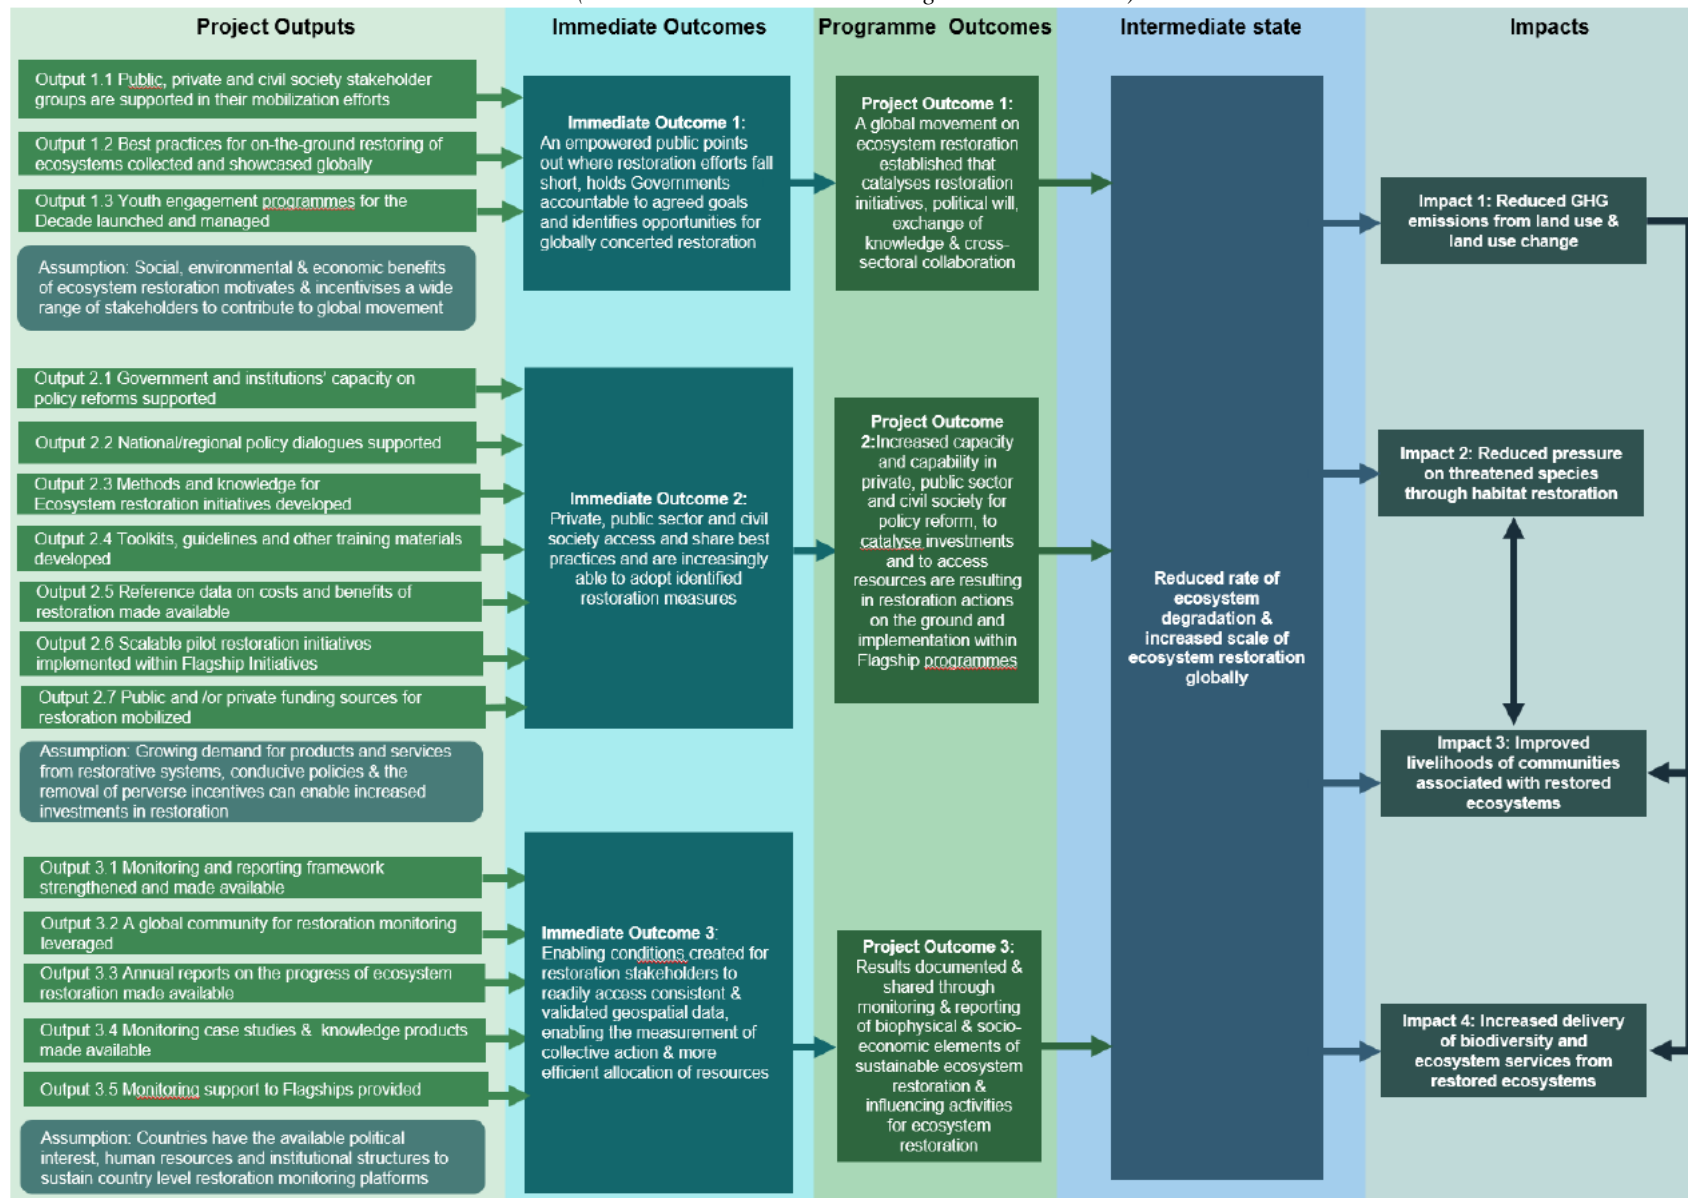 Project Outputs
Immediate Outcomes
Programme Outcomes
Intermediate state
Impacts
Output 1.1 Public, private and civil society stakeholder
groups are supported in their mobilization efforts
Output 1.2 Best practices for on-the-ground restoring of
ecosystems collected and showcased globally
Output 1.3 Youth engagement programmes for the
Decade launched and managed
Assumption: Social, environmental & economic benefits
of ecosystem restoration motivates & incentivises a wide
range of stakeholders to contribute to global movement
Immediate Outcome 1:
An empowered public points
out where restoration efforts fall
short, holds Governments
accountable to agreed goals
and identifies opportunities for
globally concerted restoration
Project Outcome 1:
A global movement on
ecosystem restoration
established that
catalyses restoration
initiatives, political will,
exchange of
knowledge & cross-
sectoral collaboration
Output 2.1 Government and institutions' capacity on
policy reforms supported
Output 2.2 National/regional policy dialogues supported
Output 2.3 Methods and knowledge for
Ecosystem restoration initiatives developed
Output 2.4 Toolkits, guidelines and other training materials
developed
Output 2.5 Reference data on costs and benefits of
restoration made available
Output 2.6 Scalable pilot restoration initiatives
implemented within Flagship Initiatives
Output 2.7 Public and /or private funding sources for
restoration mobilized
Assumption: Growing demand for products and services
from restorative systems, conducive policies & the
removal of perverse incentives can enable increased
investments in restoration
Immediate Outcome 2:
Private, public sector and civil
society access and share best
practices and are increasingly
able to adopt identified
restoration measures
Project Outcome
2:Increased capacity
and capability in
private, public sector
and civil society for
policy reform, to
catalyse investments
and to access
resources are resulting
in restoration actions
on the ground and
implementation within
Flagship programmes
Output 3.1 Monitoring and reporting framework
strengthened and made available
Output 3.2 A global community for restoration monitoring
leveraged
Output 3.3 Annual reports on the progress of ecosystem
restoration made available
Output 3.4 Monitoring case studies & knowledge products
made available
Output 3.5 Monitoring support to Flagships provided
Assumption: Countries have the available political
interest, human resources and institutional structures to
sustain country level restoration monitoring platforms
Immediate Outcome 3:
Enabling conditions created for
restoration stakeholders to
readily access consistent &
validated geospatial data,
enabling the measurement of
collective action & more
efficient allocation of resources
Project Outcome 3:
Results documented &
shared through
monitoring & reporting
of biophysical & socio-
economic elements of
sustainable ecosystem
restoration &
influencing activities
for ecosystem
restoration
Reduced rate of
ecosystem
degradation &
increased scale of
ecosystem restoration
globally
Impact 1: Reduced GHG
emissions from land use &
land use change
Impact 2: Reduced pressure
on threatened species
through habitat restoration
Impact 3: Improved
livelihoods of communities
associated with restored
ecosystems
Impact 4: Increased delivery
of biodiversity and
ecosystem services from
restored ecosystems